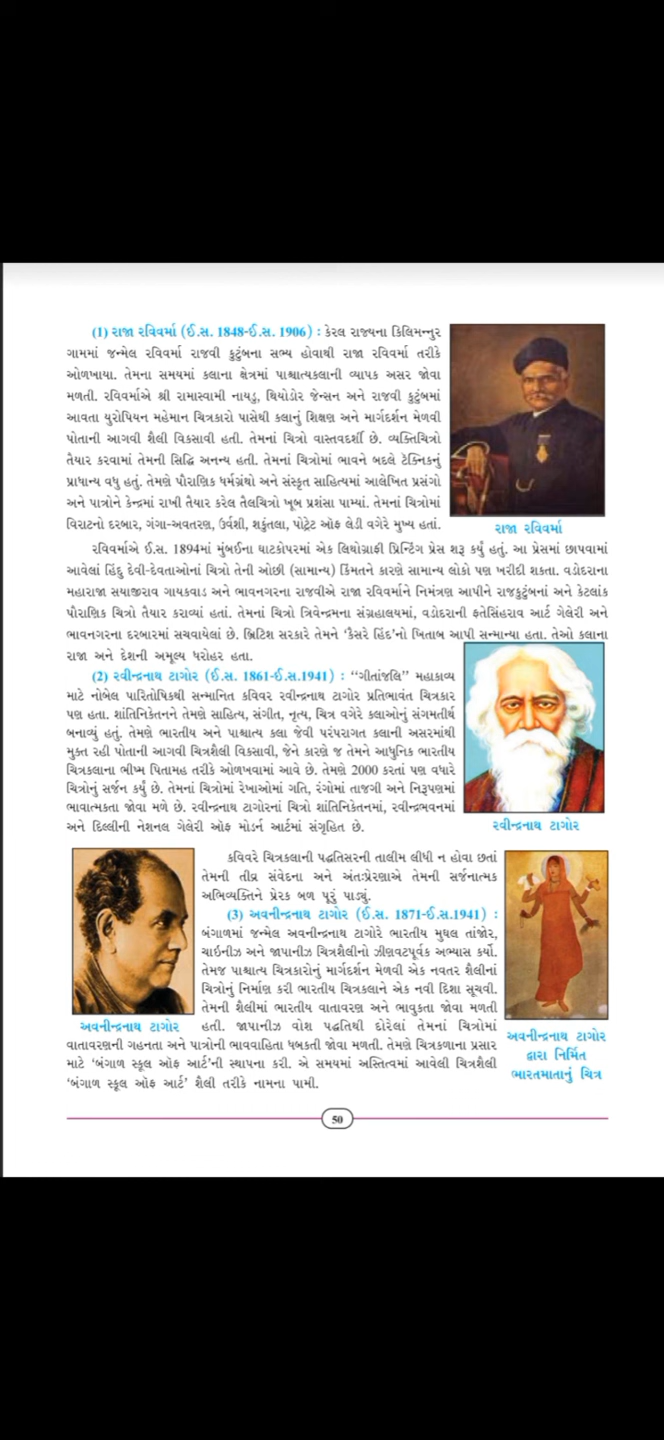 (1) રાજા રવિવર્મા (ઈ.સ. 1848-ઈ.સ. 1906) : કેરલ રાજ્યના કિલિમન્નુર
ગામમાં જન્મેલ રવિવર્મા રાજવી કુટુંબના સભ્ય હોવાથી રાજા રવિવર્મા તરીકે
ઓળખાયા. તેમના સમયમાં કલાના ક્ષેત્રમાં પાશ્ચાત્યકલાની વ્યાપક અસર જોવા
મળતી. રવિવર્માએ શ્રી રામાસ્વામી નાયડુ, થિયોડોર જેન્સન અને રાજવી કુટુંબમાં
આવતા યુરોપિયન મહેમાન ચિત્રકારો પાસેથી કલાનું શિક્ષણ અને માર્ગદર્શન મેળવી
પોતાની આગવી શૈલી વિકસાવી હતી. તેમનાં ચિત્રો વાસ્તવદર્શી છે. વ્યક્તિચિત્રો
તૈયાર કરવામાં તેમની સિદ્ધિ અનન્ય હતી. તેમનાં ચિત્રોમાં ભાવને બદલે ટેક્નિકનું
પ્રાધાન્ય વધુ હતું. તેમણે પૌરાણિક ધર્મગ્રંથો અને સંસ્કૃત સાહિત્યમાં આલેખિત પ્રસંગો
અને પાત્રોને કેન્દ્રમાં રાખી તૈયાર કરેલ તૈલચિત્રો ખૂબ પ્રશંસા પામ્યાં. તેમનાં ચિત્રોમાં
વિરાટનો દરબાર, ગંગા-અવતરણ, ઉર્વશી, શકુંતલા, પોટ્રેટ ઑફ લેડી વગેરે મુખ્ય હતાં.
રાજા રવિવર્મા
રવિવર્માએ ઈ.સ. 1894માં મુંબઈના ઘાટકોપરમાં એક લિથોગ્રાફી પ્રિન્ટિંગ પ્રેસ શરૂ કર્યું હતું. આ પ્રેસમાં છાપવામાં
આવેલાં હિંદુ દેવી-દેવતાઓનાં ચિત્રો તેની ઓછી (સામાન્ય) કિંમતને કારણે સામાન્ય લોકો પણ ખરીદી શકતા. વડોદરાના
મહારાજા સયાજીરાવ ગાયકવાડ અને ભાવનગરના રાજવીએ રાજા રવિવર્માને નિમંત્રણ આપીને રાજકુટુંબનાં અને કેટલાંક
પૌરાણિક ચિત્રો તૈયાર કરાવ્યાં હતાં. તેમનાં ચિત્રો ત્રિવેન્દ્રમના સંગ્રહાલયમાં, વડોદરાની ફતેસિંહરાવ આર્ટ ગેલેરી અને
ભાવનગરના દરબારમાં સચવાયેલાં છે. બ્રિટિશ સરકારે તેમને 'કૈસરે હિંદ'નો ખિતાબ આપી સન્માન્યા હતા. તેઓ કલાના
રાજા અને દેશની અમૂલ્ય ધરોહર હતા.
(2) રવીન્દ્રનાથ ટાગોર (ઈ.સ. 1861-ઈ.સ.1941) : “ગીતાંજલિ” મહાકાવ્ય
માટે નોબેલ પારિતોષિકથી સન્માનિત કવિવર રવીન્દ્રનાથ ટાગોર પ્રતિભાવંત ચિત્રકાર
પણ હતા. શાંતિનિકેતનને તેમણે સાહિત્ય, સંગીત, નૃત્ય, ચિત્ર વગેરે કલાઓનું સંગમતીર્થ
બનાવ્યું હતું. તેમણે ભારતીય અને પાશ્ચાત્ય કલા જેવી પરંપરાગત કલાની અસરમાંથી
મુક્ત રહી પોતાની આગવી ચિત્રશૈલી વિકસાવી, જેને કારણે જ તેમને આધુનિક ભારતીય
ચિત્રકલાના ભીષ્મ પિતામહ તરીકે ઓળખવામાં આવે છે. તેમણે 2000 કરતાં પણ વધારે
ચિત્રોનું સર્જન કર્યું છે. તેમનાં ચિત્રોમાં રેખાઓમાં ગતિ, રંગોમાં તાજગી અને નિરૂપણમાં
ભાવાત્મકતા જોવા મળે છે. રવીન્દ્રનાથ ટાગોરનાં ચિત્રો શાંતિનિકેતનમાં, રવીન્દ્રભવનમાં
અને દિલ્લીની નેશનલ ગેલેરી ઑફ મોડર્ન આર્ટમાં સંગૃહિત છે.
રવીન્દ્રનાથ ટાગોર
કવિવરે ચિત્રકલાની પદ્ધતિસરની તાલીમ લીધી ન હોવા છતાં
તેમની તીવ્ર સંવેદના અને અંતઃપ્રેરણાએ તેમની સર્જનાત્મક
અભિવ્યક્તિને પ્રેરક બળ પૂરું પાડ્યું.
(3) અવનીન્દ્રનાથ ટાગોર (ઈ.સ. 1871-ઈ.સ.1941) :
બંગાળમાં જન્મેલ અવનીન્દ્રનાથ ટાગોરે ભારતીય મુઘલ તાંજોર,
ચાઇનીઝ અને જાપાનીઝ ચિત્રશૈલીનો ઝીણવટપૂર્વક અભ્યાસ કર્યો.
તેમજ પાશ્ચાત્ય ચિત્રકારોનું માર્ગદર્શન મેળવી એક નવતર શૈલીનાં
ચિત્રોનું નિર્માણ કરી ભારતીય ચિત્રકલાને એક નવી દિશા સૂચવી.
તેમની શૈલીમાં ભારતીય વાતાવરણ અને ભાવુકતા જોવા મળતી
હતી. જાપાનીઝ વોશ પદ્ધતિથી દોરેલાં તેમનાં ચિત્રોમાં
વાતાવરણની ગહનતા અને પાત્રોની ભાવવાહિતા ધબકતી જોવા મળતી. તેમણે ચિત્રકળાના પ્રસાર
માટે 'બંગાળ સ્કૂલ ઑફ આર્ટ'ની સ્થાપના કરી. એ સમયમાં અસ્તિત્વમાં આવેલી ચિત્રશૈલી
'બંગાળ સ્કૂલ ઑફ આર્ટ' શૈલી તરીકે નામના પામી.
અવનીન્દ્રનાથ ટાગોર
અવનીન્દ્રનાથ ટાગોર
દ્વારા નિર્મિત
ભારતમાતાનું ચિત્ર
50